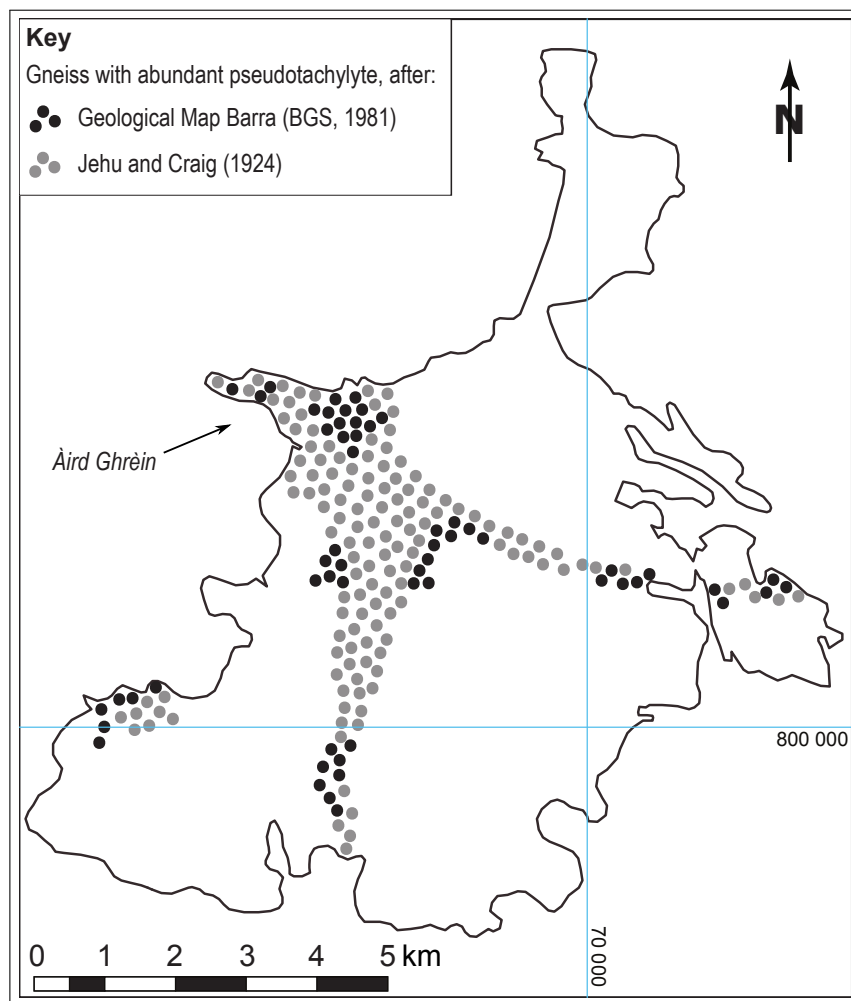 Key
Gneiss with abundant pseudotachylyte, after:
Geological Map Barra (BGS, 1981)
Jehu and Craig (1924)
N
Àird Ghrèin
800 000
70 000
0 1 2 3 4 5 km